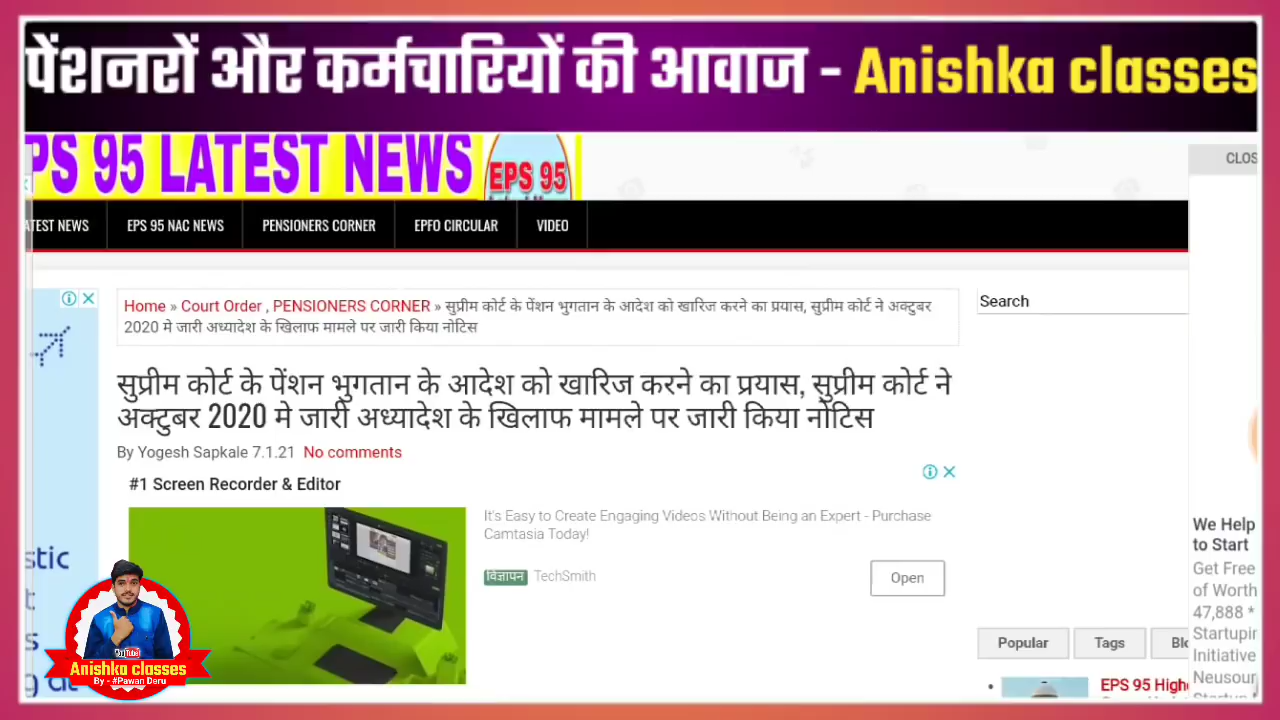 पेंशनरों और कर्मचारियों की आवाज - Anishka classes
PS 95 LATEST NEWS
EPS 95
CLOS
ATEST NEWS
EPS 95 NAC NEWS
PENSIONERS CORNER
EPFO CIRCULAR
VIDEO
Home » Court Order , PENSIONERS CORNER » सुप्रीम कोर्ट के पेंशन भुगतान के आदेश को खारिज करने का प्रयास, सुप्रीम कोर्ट ने अक्टुबर
2020 मे जारी अध्यादेश के खिलाफ मामले पर जारी किया नोटिस
Search
सुप्रीम कोर्ट के पेंशन भुगतान के आदेश को खारिज करने का प्रयास, सुप्रीम कोर्ट ने
अक्टुबर 2020 मे जारी अध्यादेश के खिलाफ मामले पर जारी किया नोटिस
By Yogesh Sapkale 7.1.21 No comments
#1 Screen Recorder & Editor
It's Easy to Create Engaging Videos Without Being an Expert - Purchase
Camtasia Today!
विज्ञापन TechSmith
Open
We Help
to Start
Get Free
of Worth
47,888 *
Startupin
Initiative
Neusour
Popular
Tags
Blo
EPS 95 Highe
stic
t
s
g at
YouTube
Anishka classes
By - #Pawan Deru